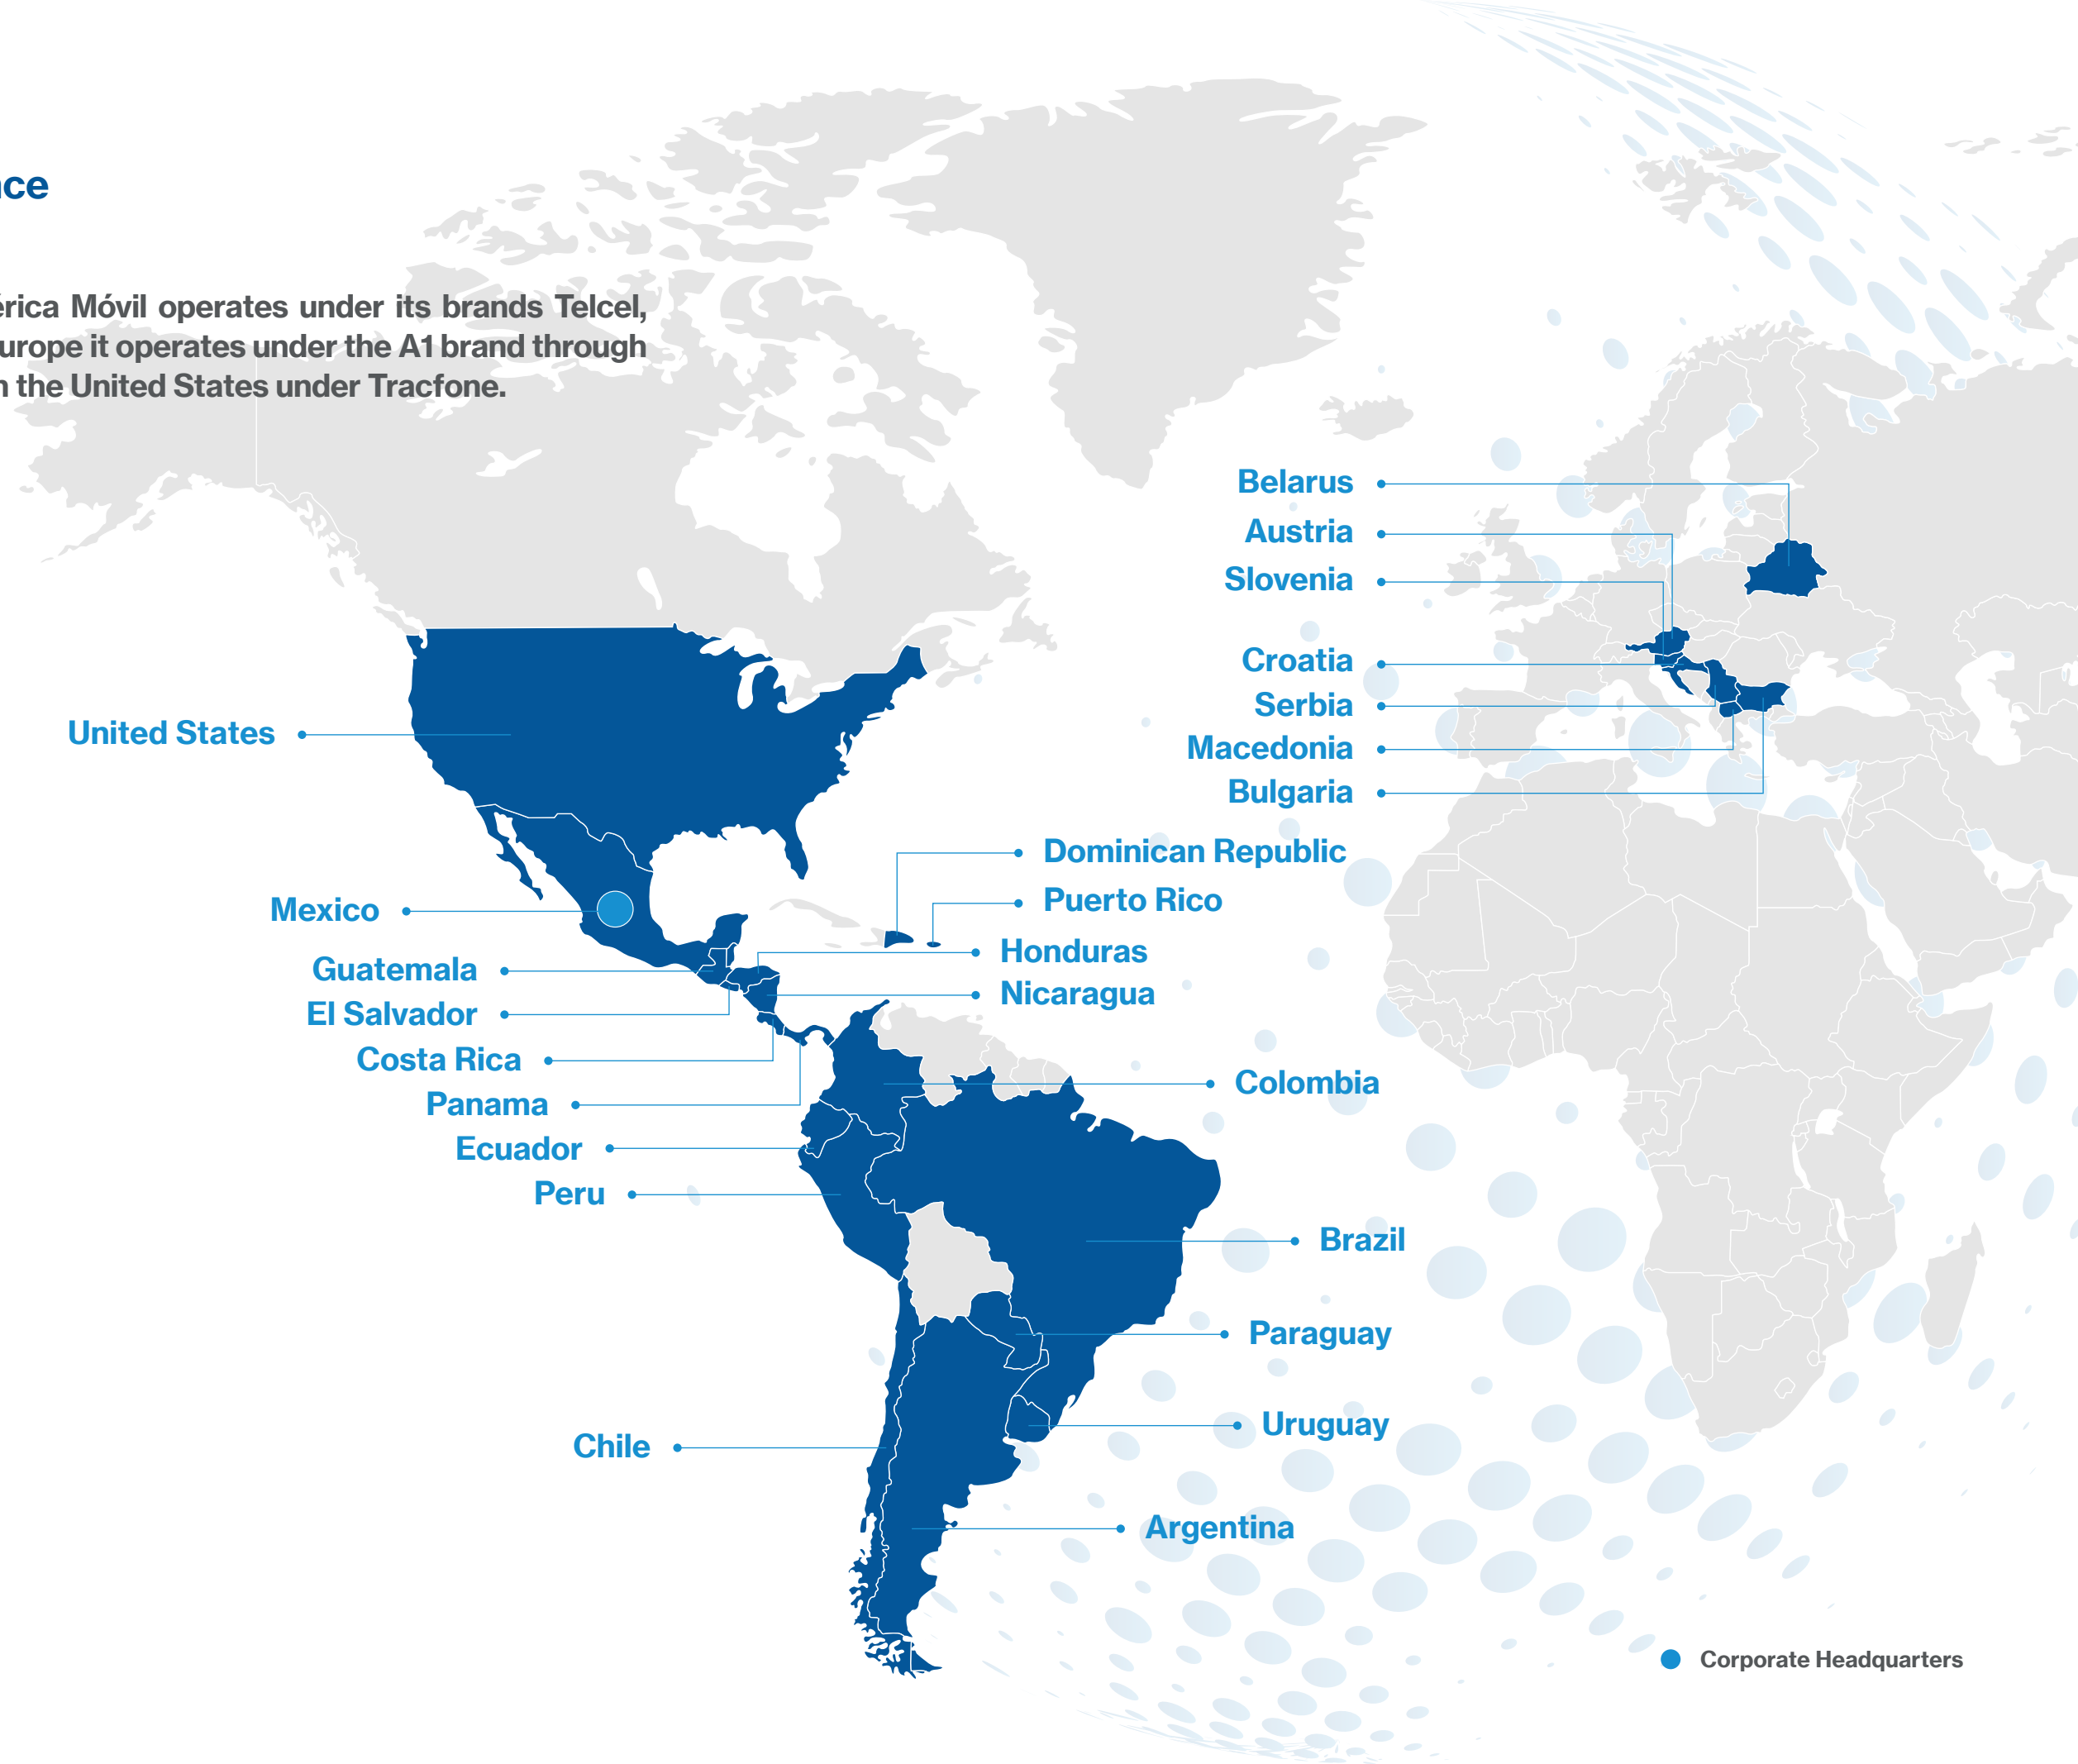 nce
érica Móvil operates under its brands Telcel,
urope it operates under the A1 brand through
n the United States under Tracfone.
Belarus
Austria
Slovenia
Croatia
Serbia
Macedonia
Bulgaria
United States
Dominican Republic
Puerto Rico
Mexico
Honduras
Guatemala
Nicaragua
El Salvador
Costa Rica
Colombia
Panama
Ecuador
Peru
Brazil
Paraguay
Uruguay
Chile
Argentina
Corporate Headquarters